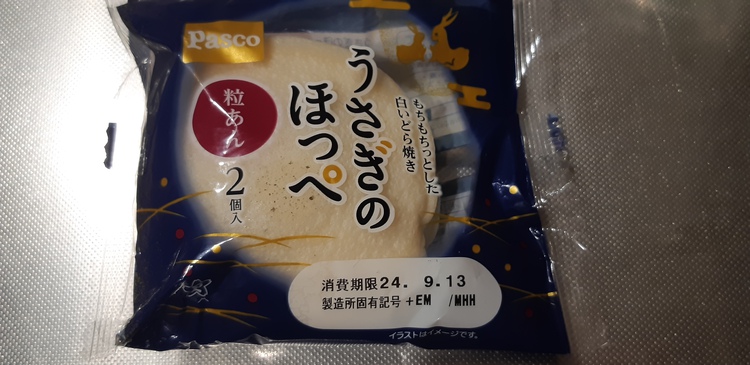 Pasco
うさぎの
ほっぺ
もちもちっとした
白いどら焼き
粒あん
2個入
消費期限24. 9.13
製造所固有記号 +EM /MHH
イラストはイメージです。